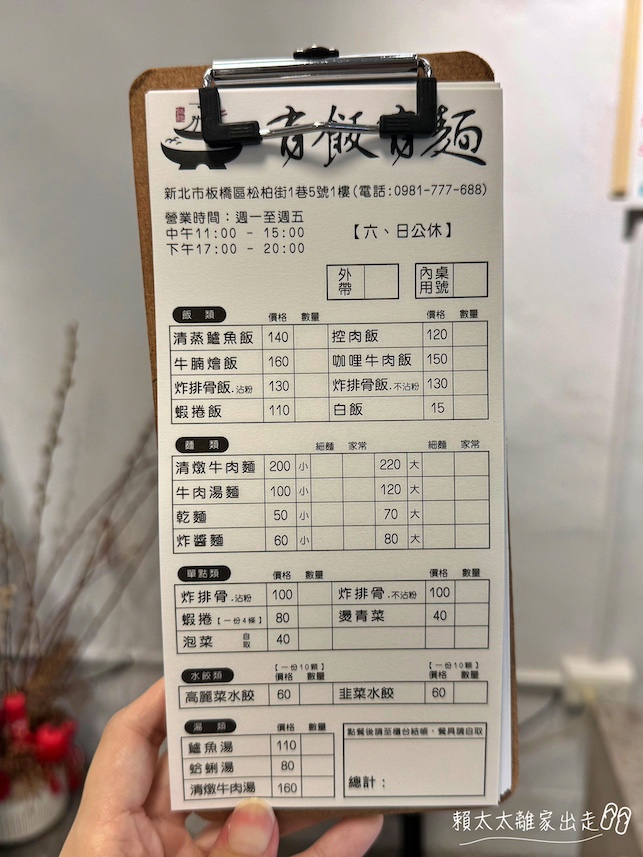 肯飯肯麵
新北市板橋區松柏街1巷5號1樓(電話:0981-777-688)
營業時間：週一至週五
中午11:00 - 15:00
下午17:00 - 20:00
【六、日公休】
外帶
內用 桌號
飯 類 價格 數量 價格 數量
清蒸鱸魚飯 140 控肉飯 120
牛腩燴飯 160 咖哩牛肉飯 150
炸排骨飯.沾粉 130 炸排骨飯.不沾粉 130
蝦捲飯 110 白飯 15
麵 類 細麵 家常 細麵 家常
清燉牛肉麵 200 小 220 大
牛肉湯麵 100 小 120 大
乾麵 50 小 70 大
炸醬麵 60 小 80 大
單點類 價格 數量 價格 數量
炸排骨.沾粉 100 炸排骨.不沾粉 100
蝦捲【一份4條】 80 燙青菜 40
泡菜 自取 40
水餃類 【一份10顆】價格 數量 【一份10顆】價格 數量
高麗菜水餃 60 韭菜水餃 60
湯 類 價格 數量
鱸魚湯 110
蛤蜊湯 80
清燉牛肉湯 160
點餐後請至櫃台結帳，餐具請自取
總計：
賴太太離家出走